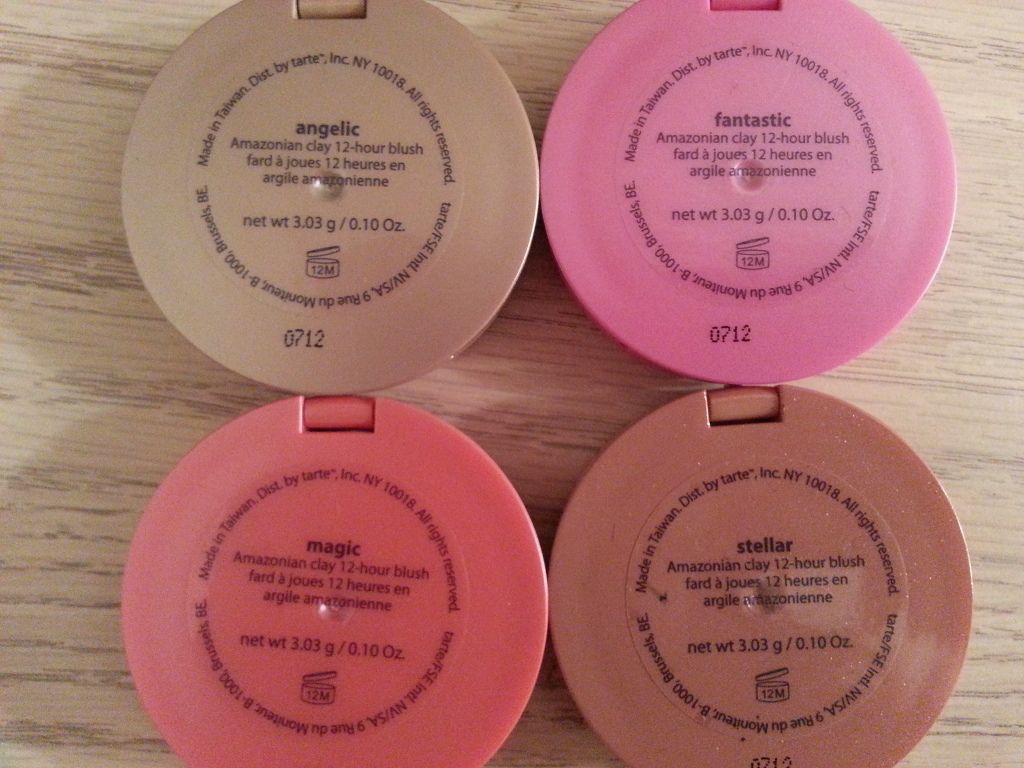 Made in Taiwan. Dist. by tarte™, Inc. NY 10018. All rights reserved.
angelic
Amazonian clay 12-hour blush
fard à joues 12 heures en
argile amazonienne
net wt 3.03 g / 0.10 Oz.
12M
tarte/FSE Intl. NV/SA, 9 Rue du Moniteur, B-1000, Brussels, BE.
0712
Made in Taiwan. Dist. by tarte™, Inc. NY 10018. All rights reserved.
fantastic
Amazonian clay 12-hour blush
fard à joues 12 heures en
argile amazonienne
net wt 3.03 g / 0.10 Oz.
12M
tarte/FSE Intl. NV/SA, 9 Rue du Moniteur, B-1000, Brussels, BE.
0712
Made in Taiwan. Dist. by tarte™, Inc. NY 10018. All rights reserved.
magic
Amazonian clay 12-hour blush
fard à joues 12 heures en
argile amazonienne
net wt 3.03 g / 0.10 Oz.
12M
tarte/FSE Intl. NV/SA, 9 Rue du Moniteur, B-1000, Brussels, BE.
Made in Taiwan. Dist. by tarte™, Inc. NY 10018. All rights reserved.
stellar
Amazonian clay 12-hour blush
fard à joues 12 heures en
argile amazonienne
net wt 3.03 g / 0.10 Oz.
12M
tarte/FSE Intl. NV/SA, 9 Rue du Moniteur, B-1000, Brussels, BE.
0712